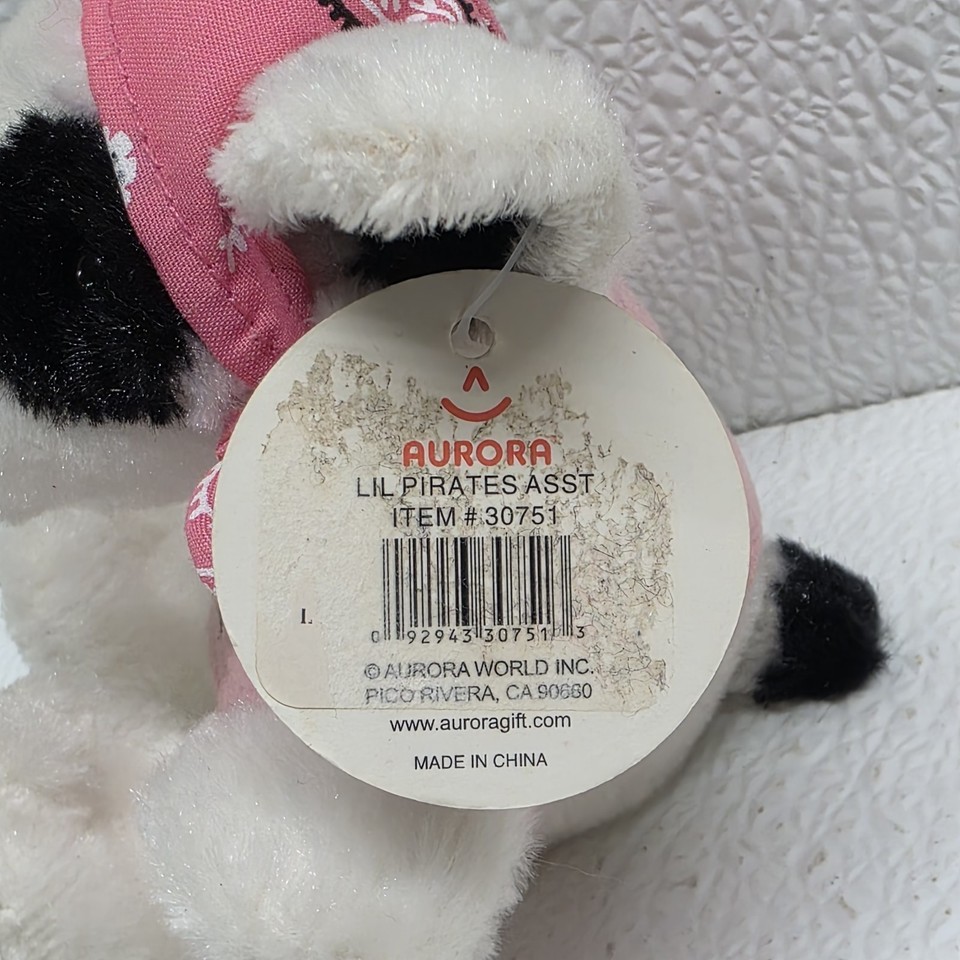 AURORA
LIL PIRATES ASST
ITEM # 30751
L
0 92943 30751 3
© AURORA WORLD INC.
PICO RIVERA, CA 90660
www.auroragift.com
MADE IN CHINA